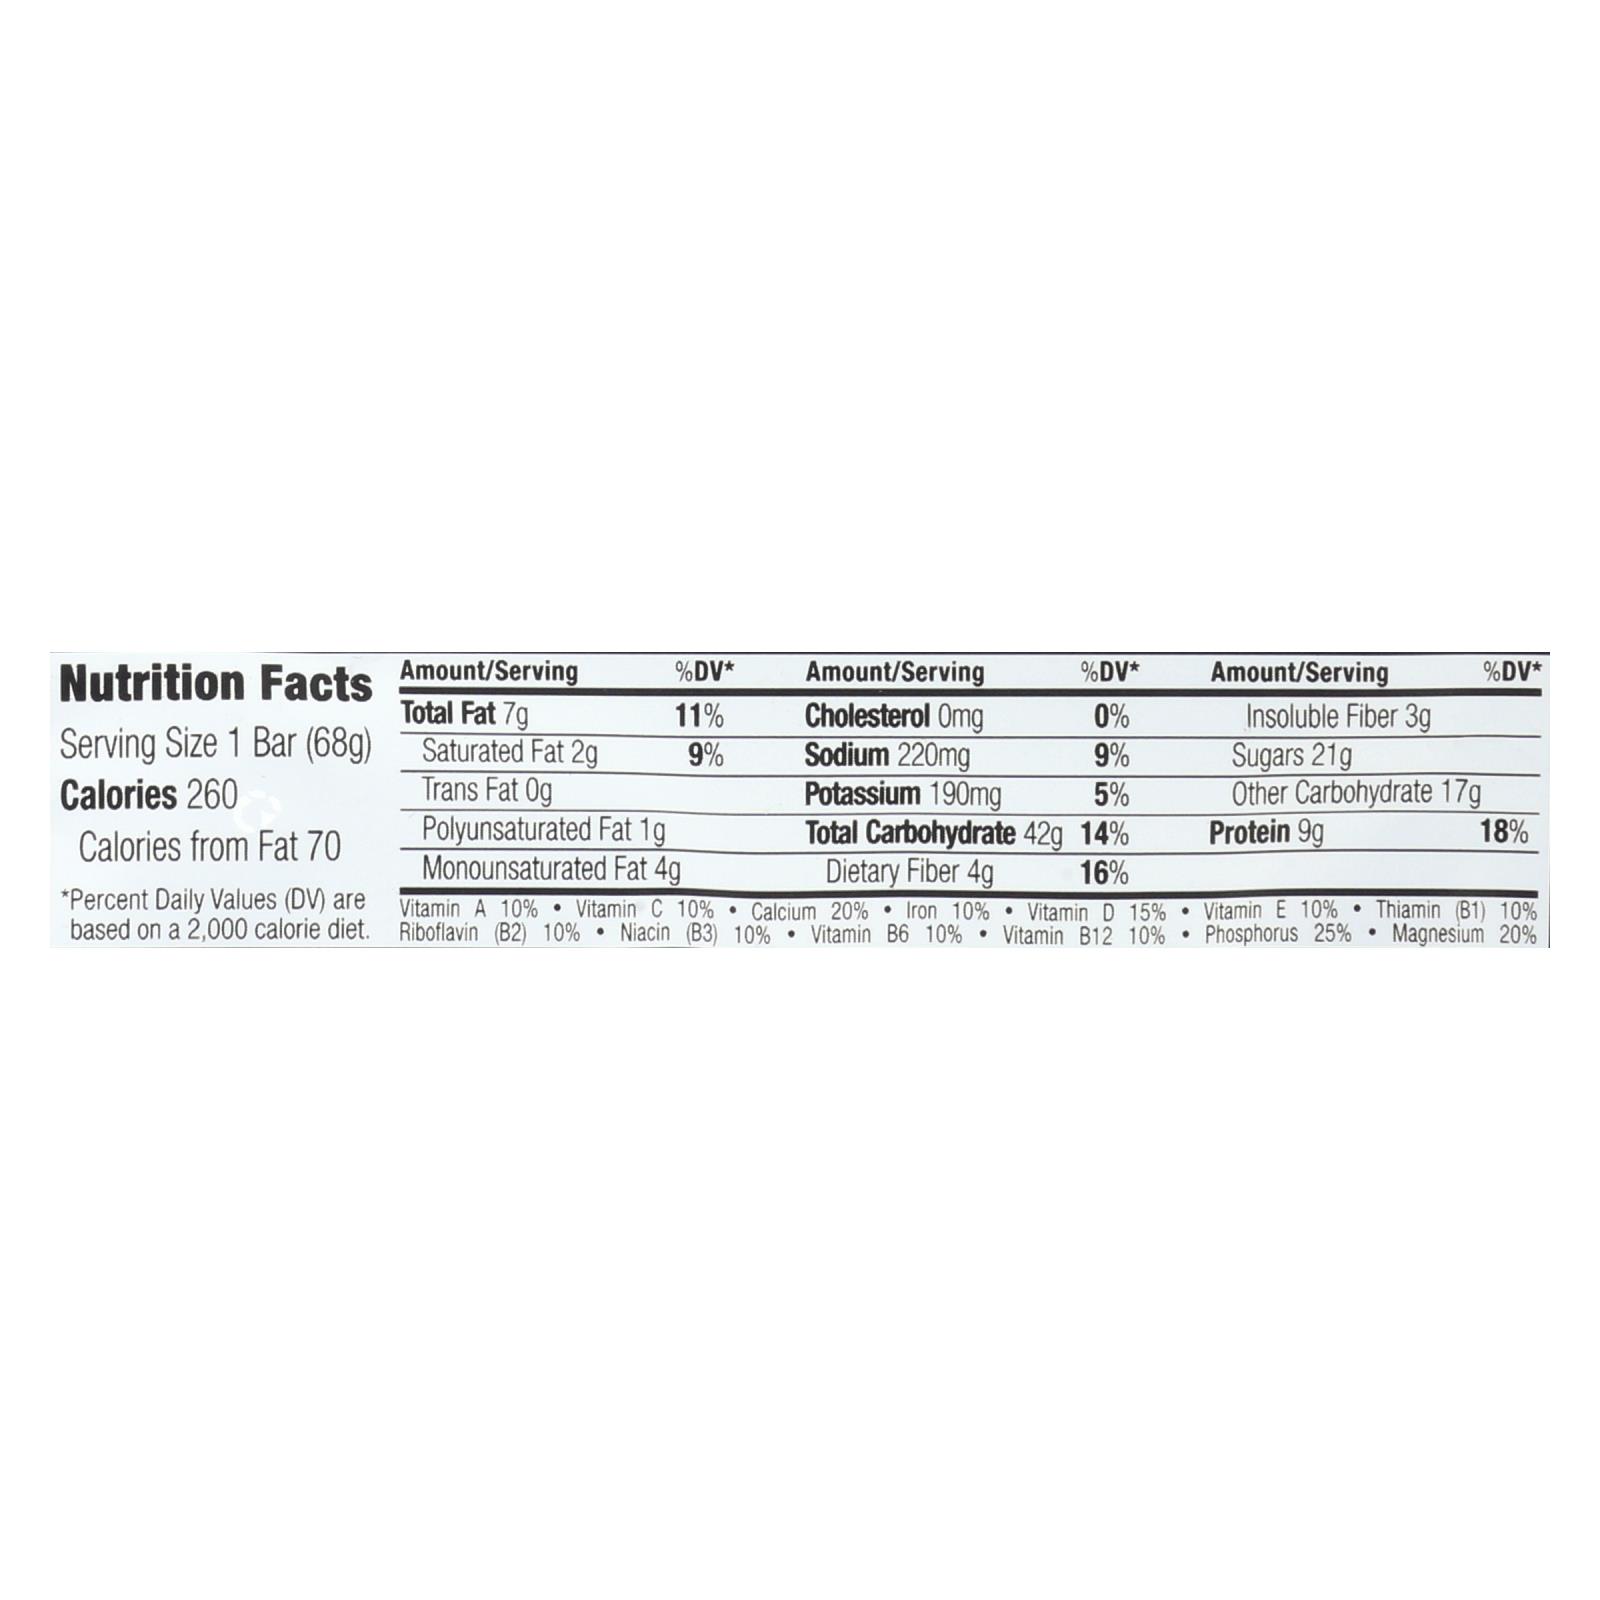 Nutrition Facts
Serving Size 1 Bar (68g)
Calories 260
Calories from Fat 70
*Percent Daily Values (DV) are
based on a 2,000 calorie diet.
Amount/Serving %DV*
Total Fat 7g 11%
Saturated Fat 2g 9%
Trans Fat 0g
Polyunsaturated Fat 1g
Monounsaturated Fat 4g
Amount/Serving %DV*
Cholesterol 0mg 0%
Sodium 220mg 9%
Potassium 190mg 5%
Total Carbohydrate 42g 14%
Dietary Fiber 4g 16%
Amount/Serving %DV*
Insoluble Fiber 3g
Sugars 21g
Other Carbohydrate 17g
Protein 9g 18%
Vitamin A 10% • Vitamin C 10% • Calcium 20% • Iron 10% • Vitamin D 15% • Vitamin E 10% • Thiamin (B1) 10%
Riboflavin (B2) 10% • Niacin (B3) 10% • Vitamin B6 10% • Vitamin B12 10% • Phosphorus 25% • Magnesium 20%